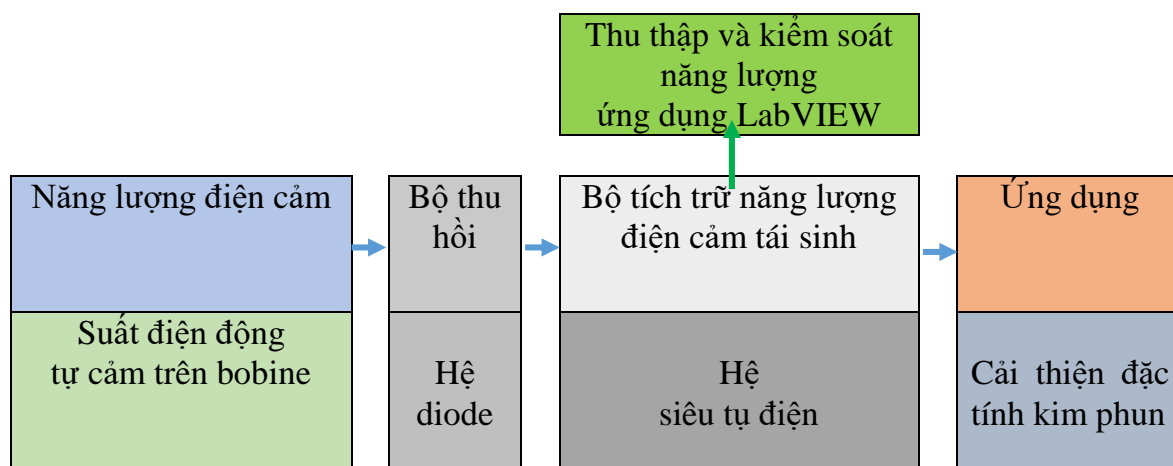 Thu thập và kiểm soát
năng lượng
ứng dụng LabVIEW
Năng lượng điện cảm
Suất điện động
tự cảm trên bobine
Bộ thu
hồi
Hệ
diode
Bộ tích trữ năng lượng
điện cảm tái sinh
Hệ
siêu tụ điện
Ứng dụng
Cải thiện đặc
tính kim phun